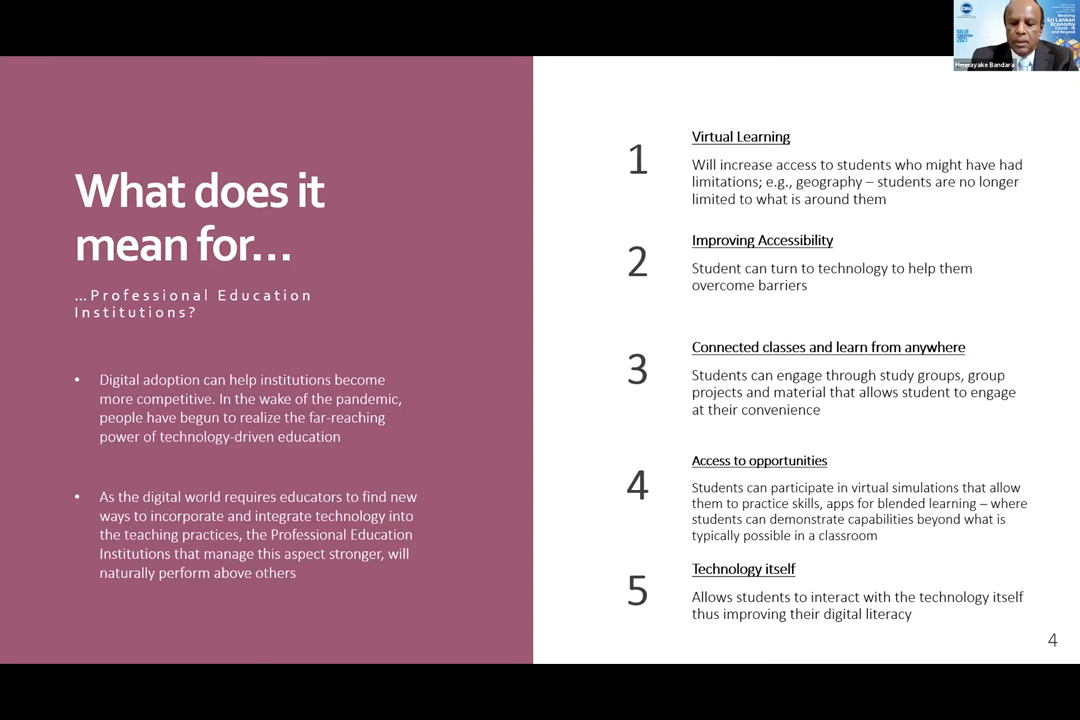 What does it
mean for...
...Professional Education
Institutions?
• Digital adoption can help institutions become
more competitive. In the wake of the pandemic,
people have begun to realize the far-reaching
power of technology-driven education
• As the digital world requires educators to find new
ways to incorporate and integrate technology into
the teaching practices, the Professional Education
Institutions that manage this aspect stronger, will
naturally perform above others
1
Virtual Learning
Will increase access to students who might have had
limitations; e.g., geography – students are no longer
limited to what is around them
2
Improving Accessibility
Student can turn to technology to help them
overcome barriers
3
Connected classes and learn from anywhere
Students can engage through study groups, group
projects and material that allows student to engage
at their convenience
4
Access to opportunities
Students can participate in virtual simulations that allow
them to practice skills, apps for blended learning – where
students can demonstrate capabilities beyond what is
typically possible in a classroom
5
Technology itself
Allows students to interact with the technology itself
thus improving their digital literacy
4
CMA
VALUE
Sri Lankan
Economy
and Beyond
Hennayake Bandara